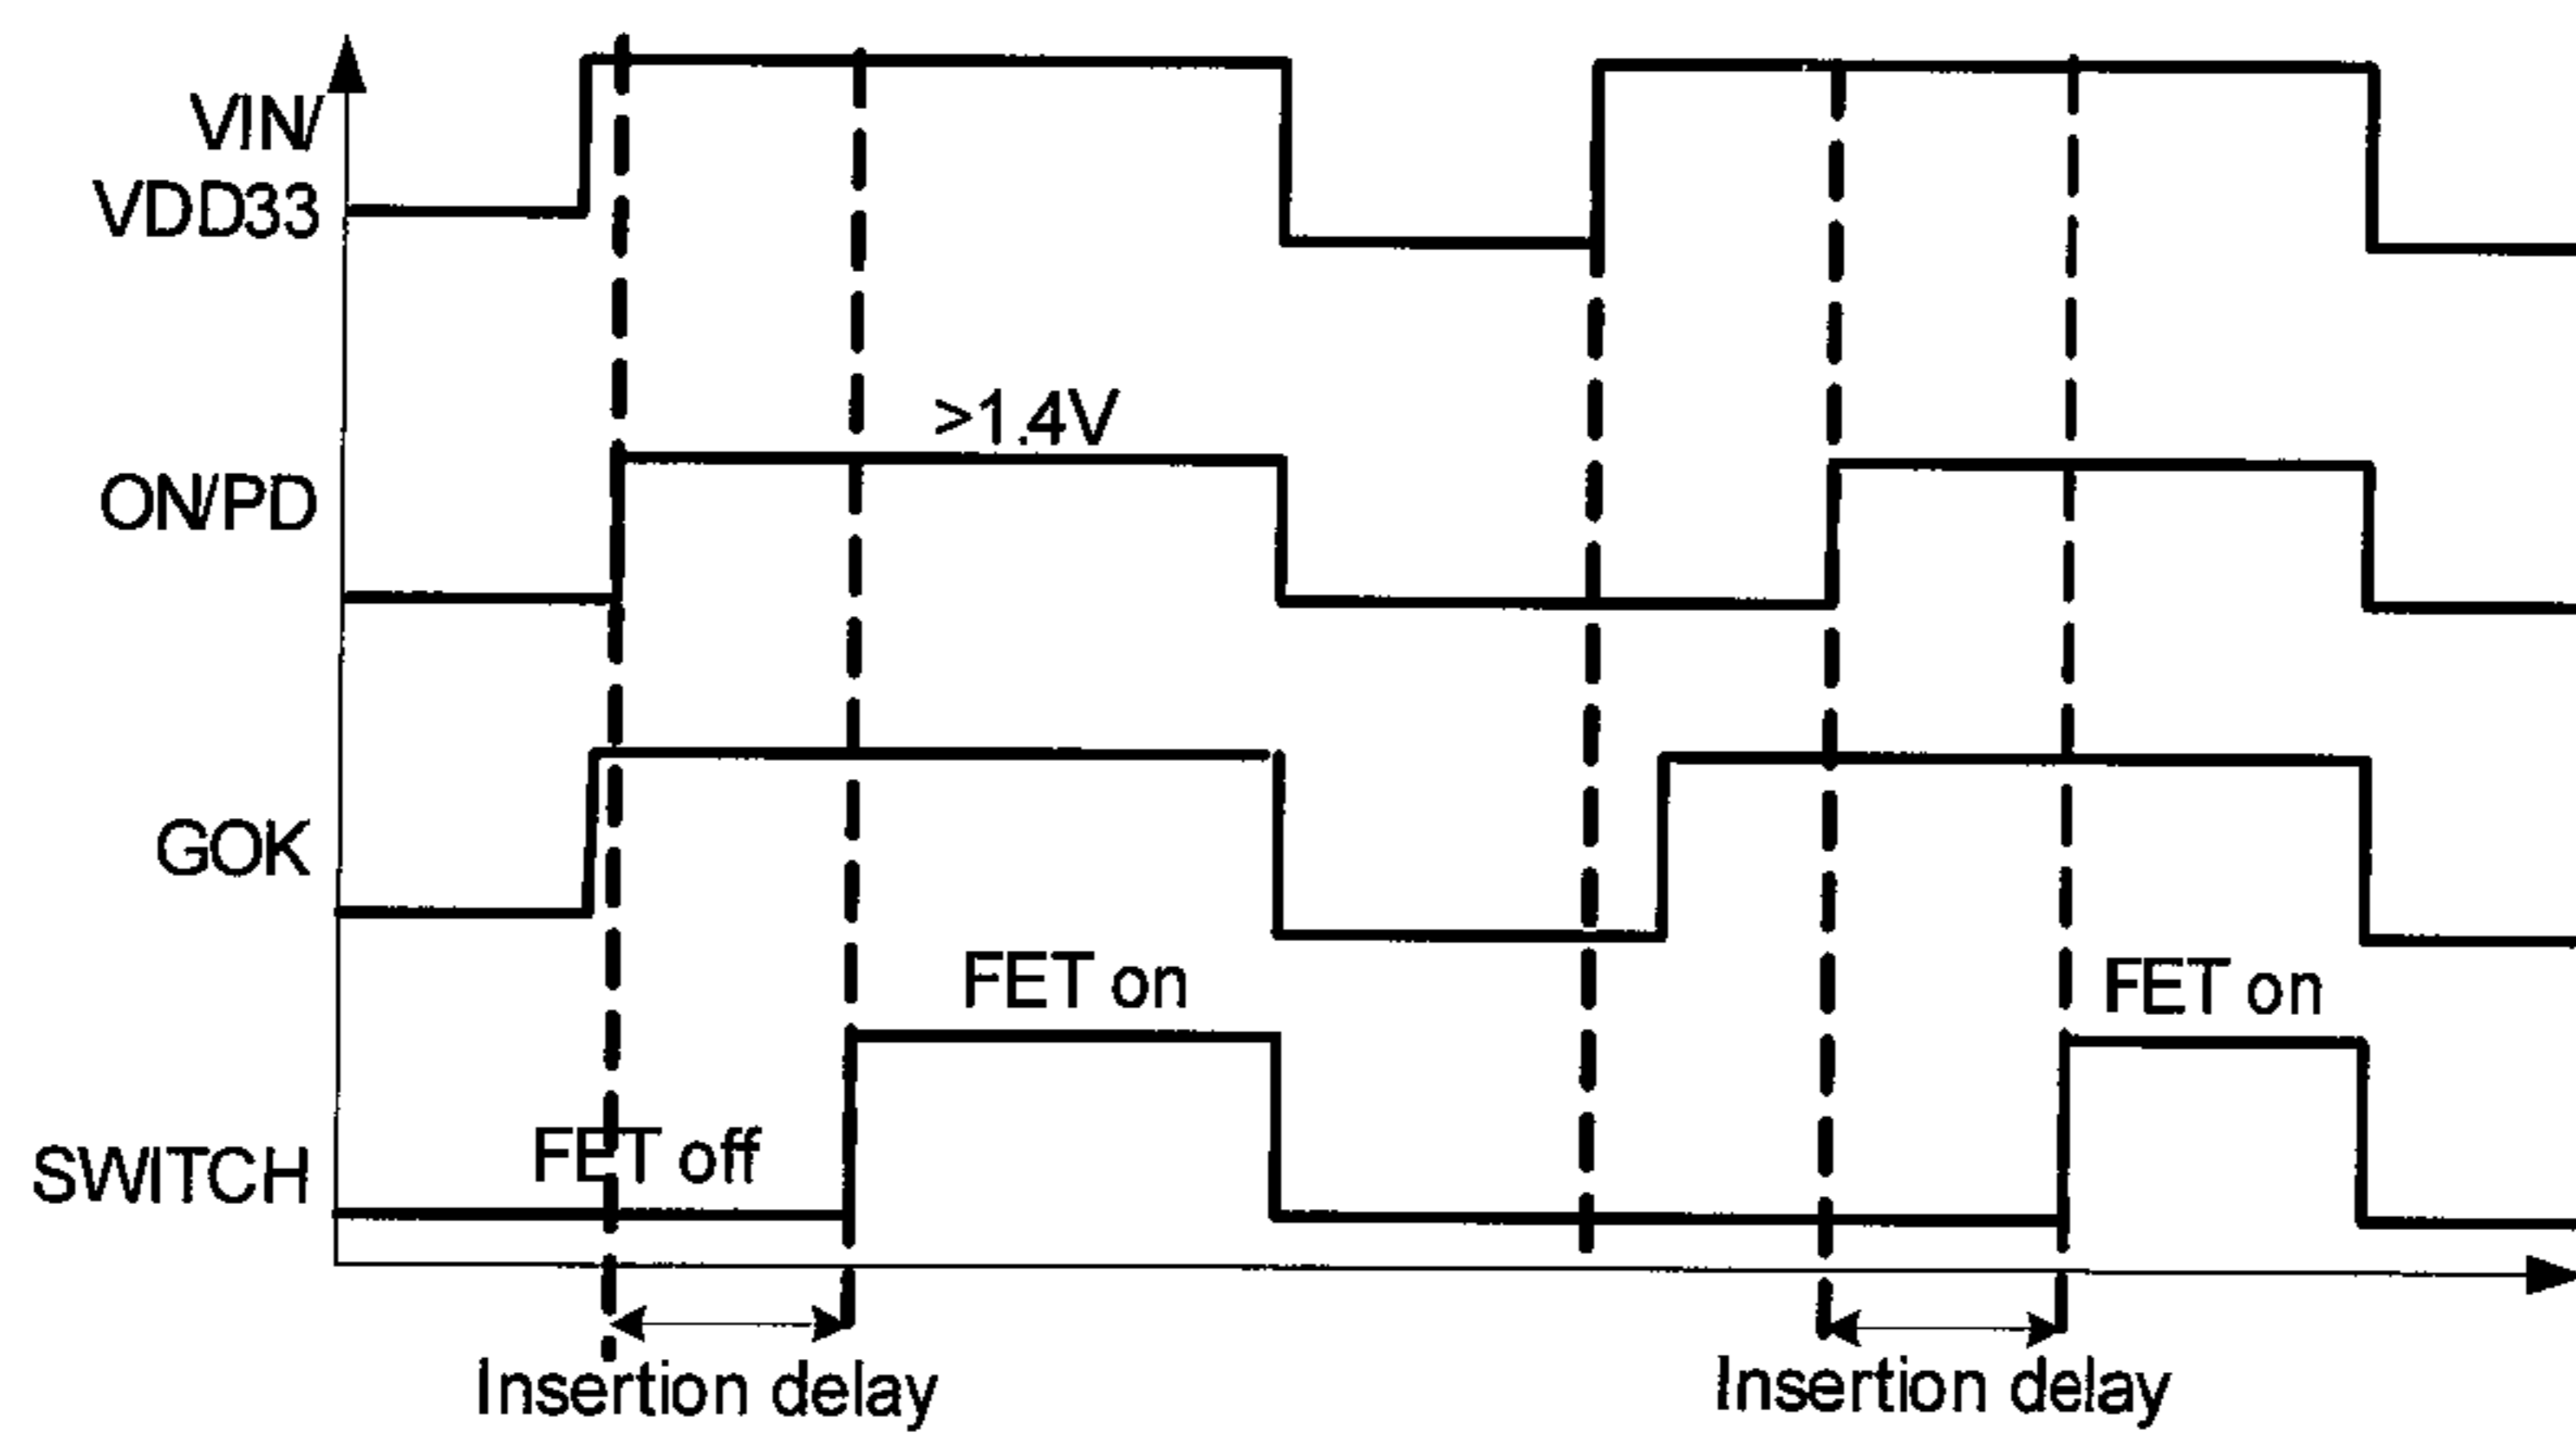 VIN/
VDD33
>1.4V
ON/PD
GOK
FET on
FET on
FET off
SWITCH
Insertion delay
Insertion delay